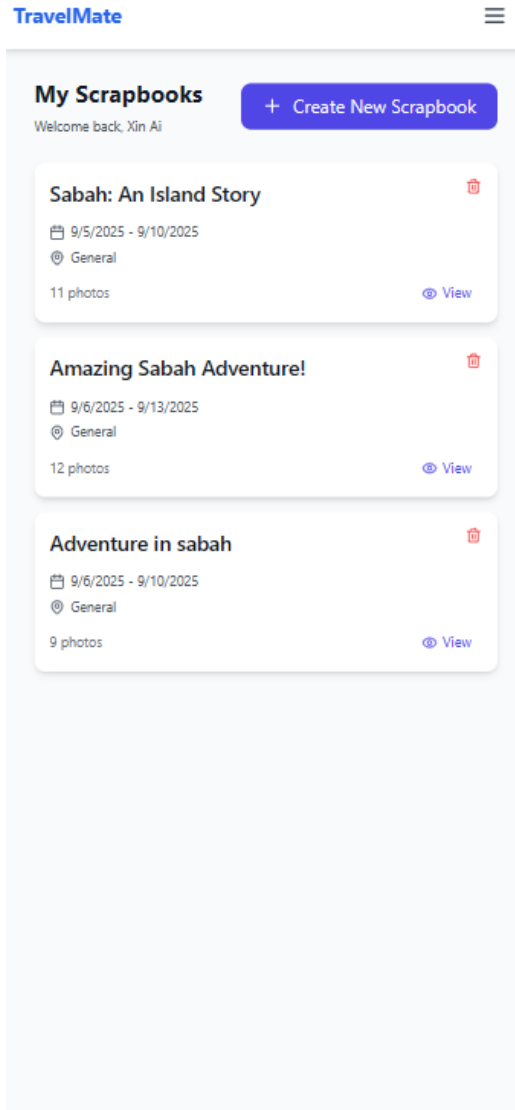 TravelMate
My Scrapbooks
Welcome back, Xin Ai
+ Create New Scrapbook
Sabah: An Island Story
9/5/2025 - 9/10/2025
General
11 photos
View
Amazing Sabah Adventure!
9/6/2025 - 9/13/2025
General
12 photos
View
Adventure in sabah
9/6/2025 - 9/10/2025
General
9 photos
View